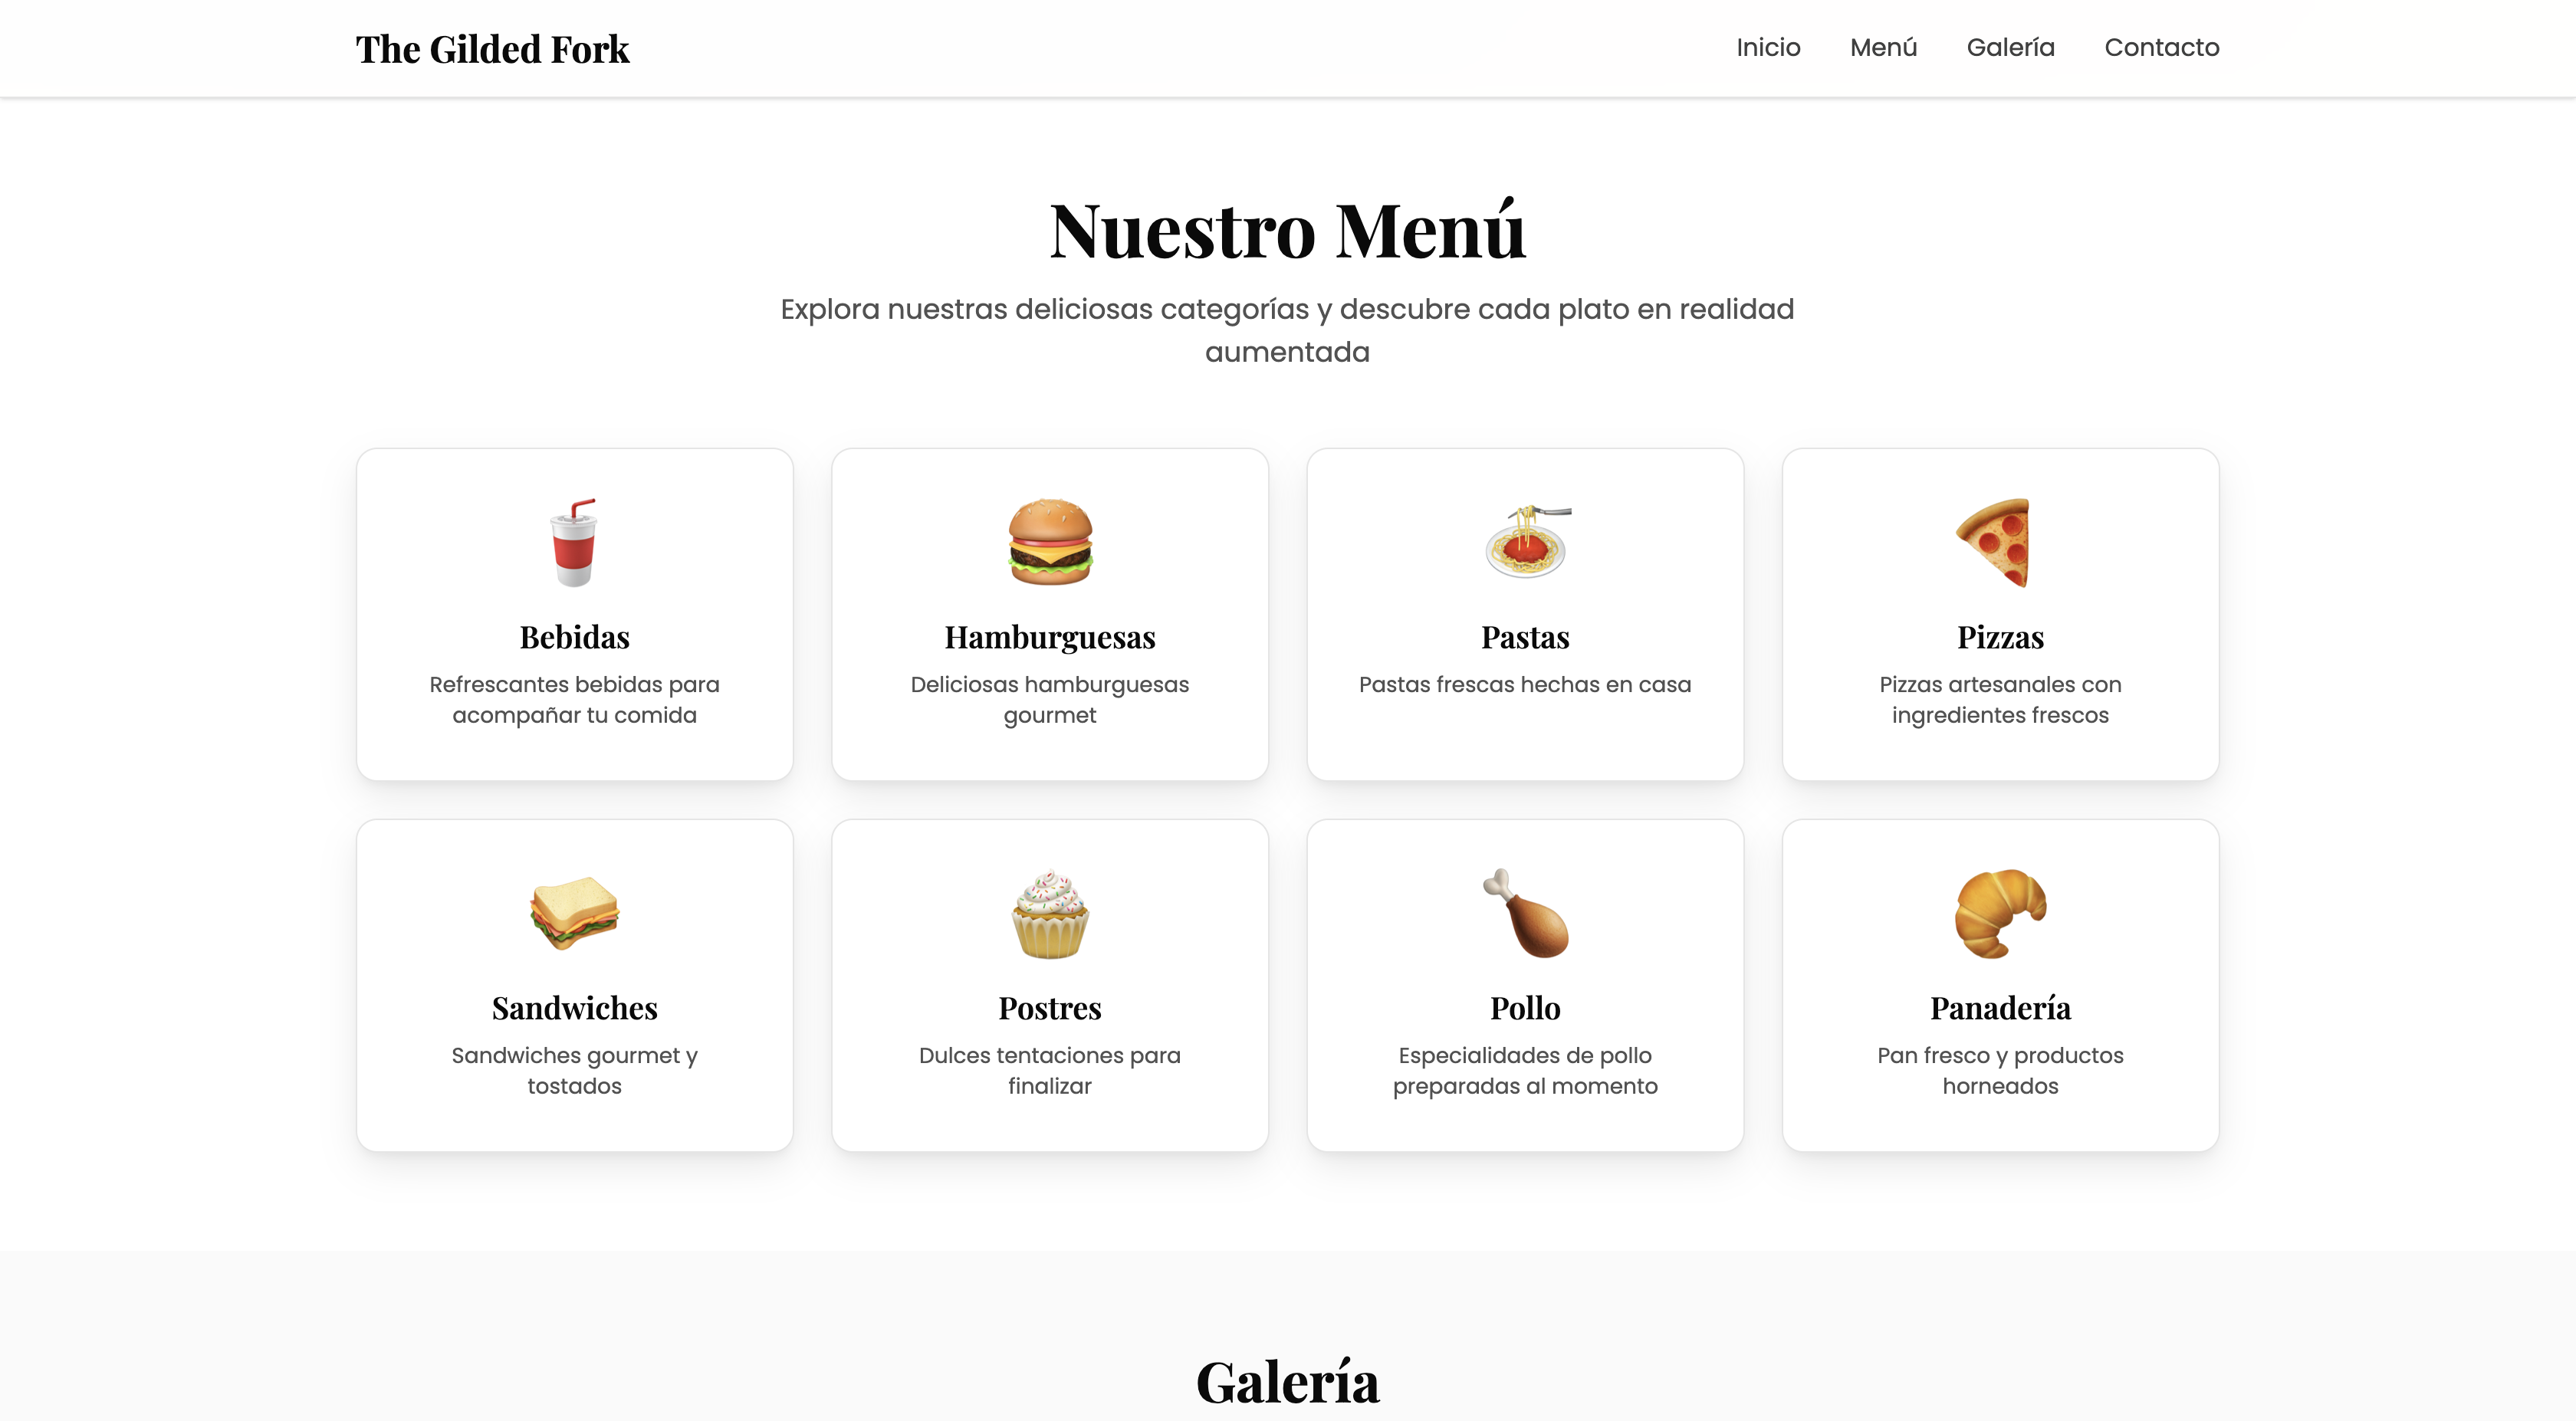 The Gilded Fork
Inicio
Menú
Galería
Contacto
Nuestro Menú
Explora nuestras deliciosas categorías y descubre cada plato en realidad
aumentada
Bebidas
Refrescantes bebidas para
acompañar tu comida
Hamburguesas
Deliciosas hamburguesas
gourmet
Pastas
Pastas frescas hechas en casa
Pizzas
Pizzas artesanales con
ingredientes frescos
Sandwiches
Sandwiches gourmet y
tostados
Postres
Dulces tentaciones para
finalizar
Pollo
Especialidades de pollo
preparadas al momento
Panadería
Pan fresco y productos
horneados
Galería